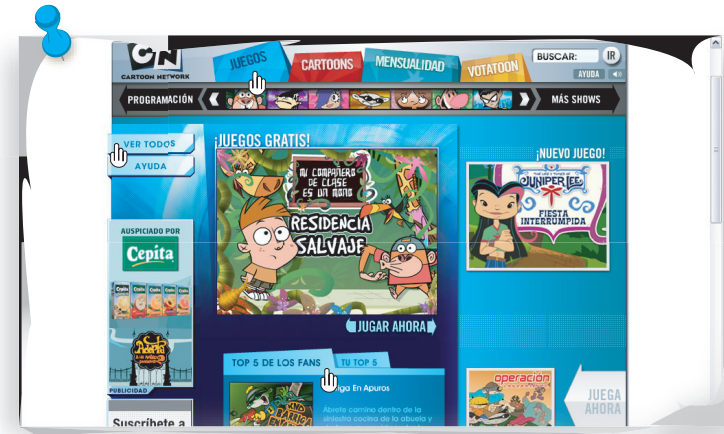 CN
CARTOON NETWORK
JUEGOS
CARTOONS
MENSUALIDAD
VOTATOON
BUSCAR:
IR
AYUDA
PROGRAMACIÓN
MÁS SHOWS
VER TODOS
AYUDA
¡JUEGOS GRATIS!
MI COMPAÑERO
DE CLASE
ES UN MONO
RESIDENCIA
SALVAJE
JUGAR AHORA
¡NUEVO JUEGO!
JUNIPER LEE
FIESTA
INTERRUMPIDA
AUSPICIADO POR
Cepita
Adopta
PUBLICIDAD
Suscríbete a
TOP 5 DE LOS FANS
TU TOP 5
iga En Apuros
Ábrete camino dentro de la
siniestra cocina de la abuela y
operación
JUEGA
AHORA